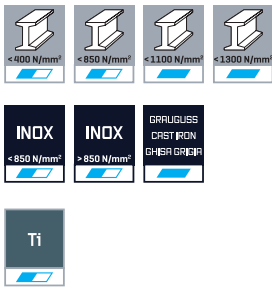 <400 N/mm² <850 N/mm² <1100 N/mm² <1300 N/mm²
INOX INOX GRAUGUSS
CAST IRON
<850 N/mm² >850 N/mm² GHISA GRIGIA
Ti